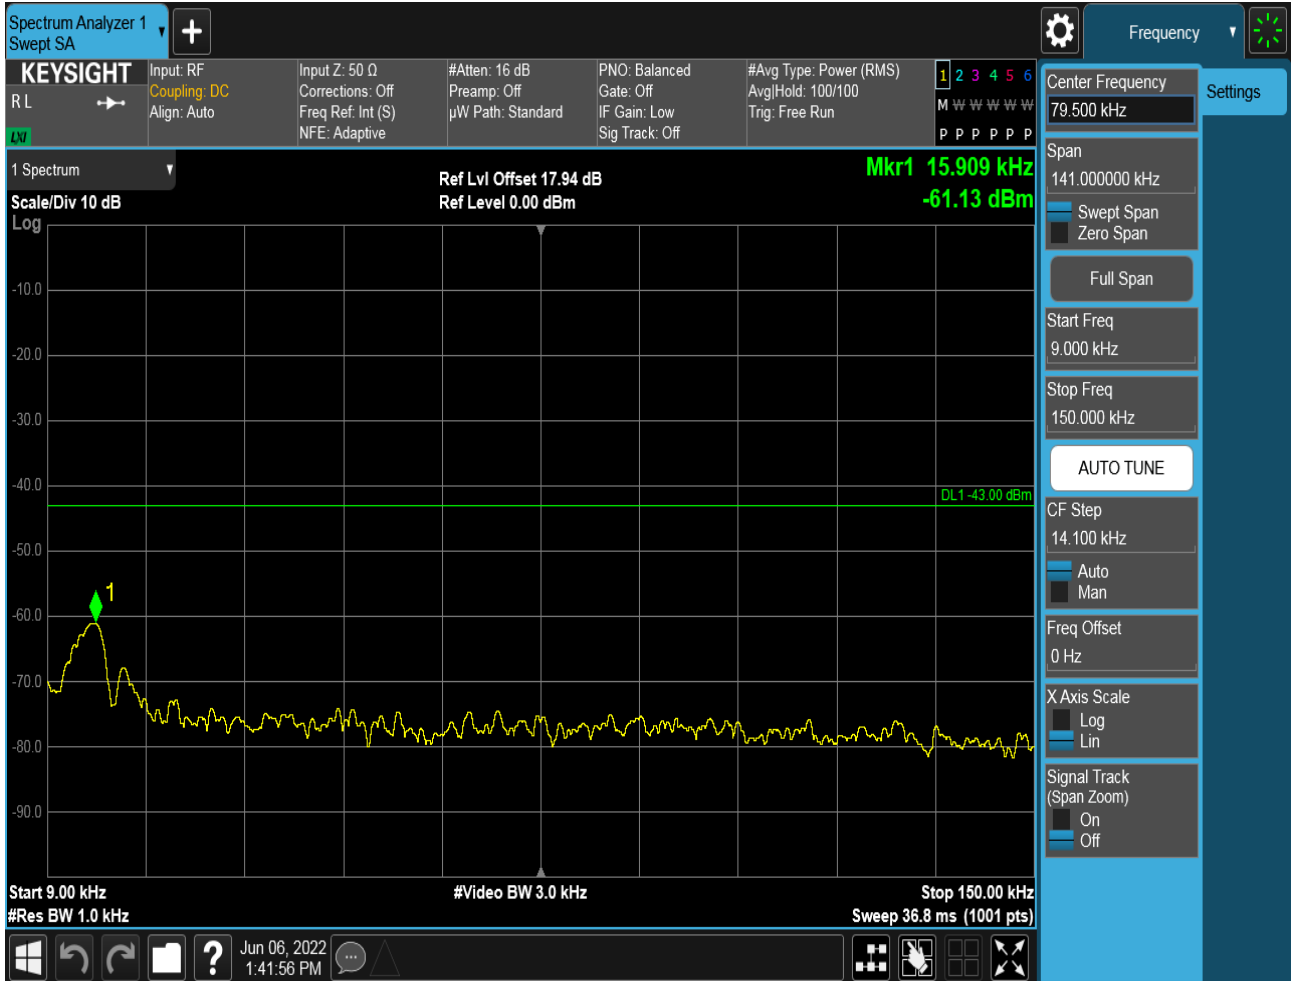 Spectrum Analyzer 1
Swept SA
Frequency
KEYSIGHT
R L
LXI
Input: RF
Coupling: DC
Align: Auto
Input Z: 50 Ω
Corrections: Off
Freq Ref: Int (S)
NFE: Adaptive
#Atten: 16 dB
Preamp: Off
µW Path: Standard
PNO: Balanced
Gate: Off
IF Gain: Low
Sig Track: Off
#Avg Type: Power (RMS)
Avg|Hold: 100/100
Trig: Free Run
1 2 3 4 5 6
M W W W W W
P P P P P P
1 Spectrum
Scale/Div 10 dB
Log
Ref Lvl Offset 17.94 dB
Ref Level 0.00 dBm
Mkr1 15.909 kHz
-61.13 dBm
-10.0
-20.0
-30.0
-40.0
DL1 -43.00 dBm
-50.0
1
-60.0
-70.0
-80.0
-90.0
Start 9.00 kHz
#Res BW 1.0 kHz
#Video BW 3.0 kHz
Stop 150.00 kHz
Sweep 36.8 ms (1001 pts)
Jun 06, 2022
1:41:56 PM
Center Frequency
79.500 kHz
Settings
Span
141.000000 kHz
Swept Span
Zero Span
Full Span
Start Freq
9.000 kHz
Stop Freq
150.000 kHz
AUTO TUNE
CF Step
14.100 kHz
Auto
Man
Freq Offset
0 Hz
X Axis Scale
Log
Lin
Signal Track
(Span Zoom)
On
Off